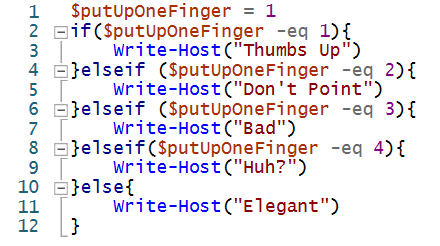 1 $putUpOneFinger = 1
2 if($putUpOneFinger -eq 1){
3 Write-Host("Thumbs Up")
4 }elseif ($putUpOneFinger -eq 2){
5 Write-Host("Don't Point")
6 }elseif ($putUpOneFinger -eq 3){
7 Write-Host("Bad")
8 }elseif($putUpOneFinger -eq 4){
9 Write-Host("Huh?")
10 }else{
11 Write-Host("Elegant")
12 }